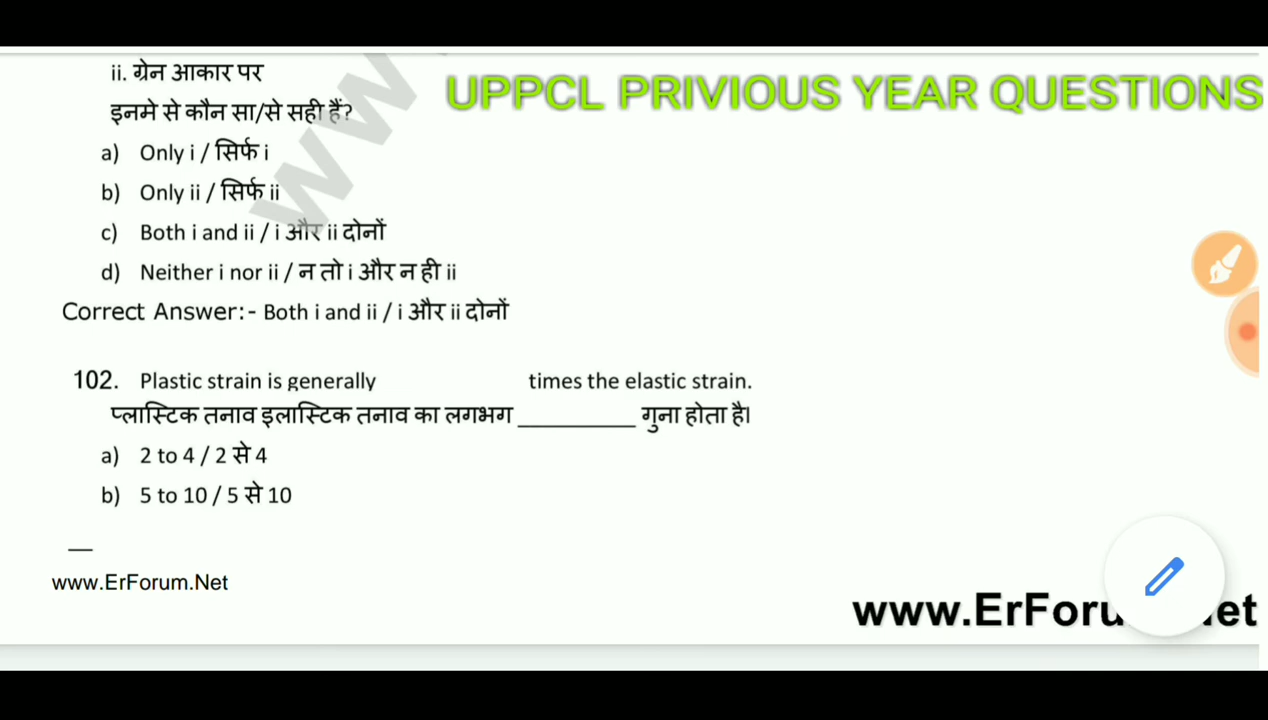 ii. ग्रेन आकार पर
UPPCL PRIVIOUS YEAR QUESTIONS
इनमे से कौन सा/से सही हैं?
a) Only i / सिर्फ i
b) Only ii / सिर्फ ii
c) Both i and ii / i और ii दोनों
d) Neither i nor ii / न तो i और न ही ii
Correct Answer:- Both i and ii / i और ii दोनों
102. Plastic strain is generally times the elastic strain.
प्लास्टिक तनाव इलास्टिक तनाव का लगभग __________ गुना होता है।
a) 2 to 4 / 2 से 4
b) 5 to 10 / 5 से 10
www.ErForum.Net
www.ErForu et